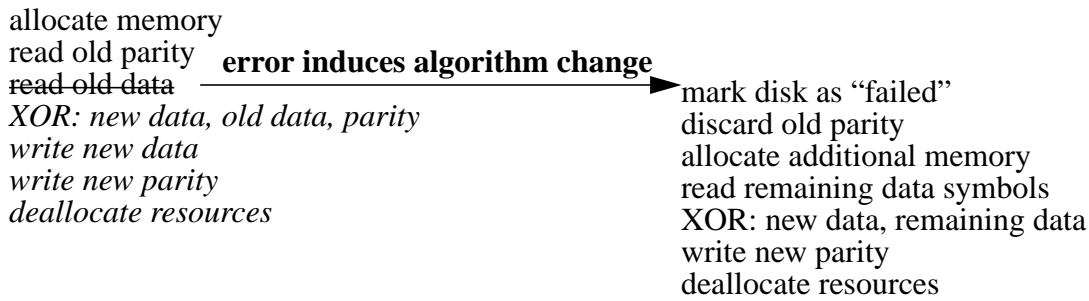 allocate memory
read old parity
read old data
XOR: new data, old data, parity
write new data
write new parity
deallocate resources
error induces algorithm change
mark disk as “failed”
discard old parity
allocate additional memory
read remaining data symbols
XOR: new data, remaining data
write new parity
deallocate resources